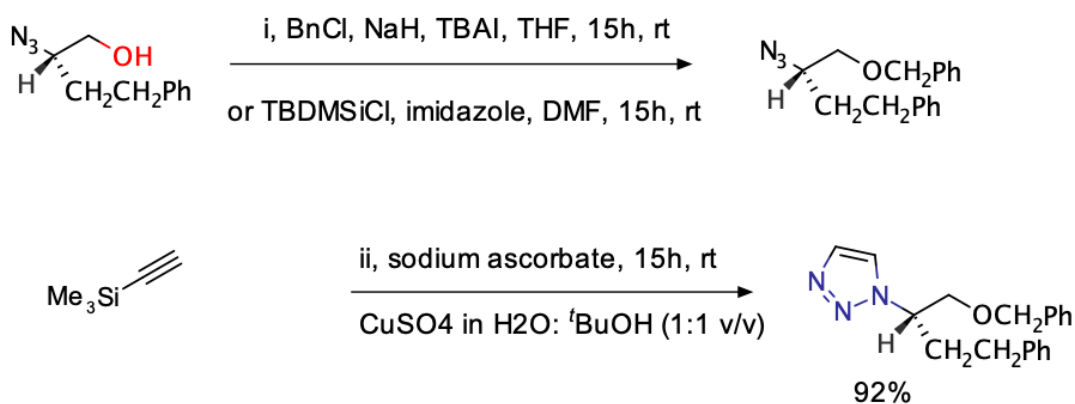 i, BnCl, NaH, TBAI, THF, 15h, rt
N3
OH
H
CH2CH2Ph
or TBDMSiCl, imidazole, DMF, 15h, rt
N3
OCH2Ph
H
CH2CH2Ph
ii, sodium ascorbate, 15h, rt
Me3Si
CuSO4 in H2O: tBuOH (1:1 v/v)
N
N
N
OCH2Ph
H
CH2CH2Ph
92%